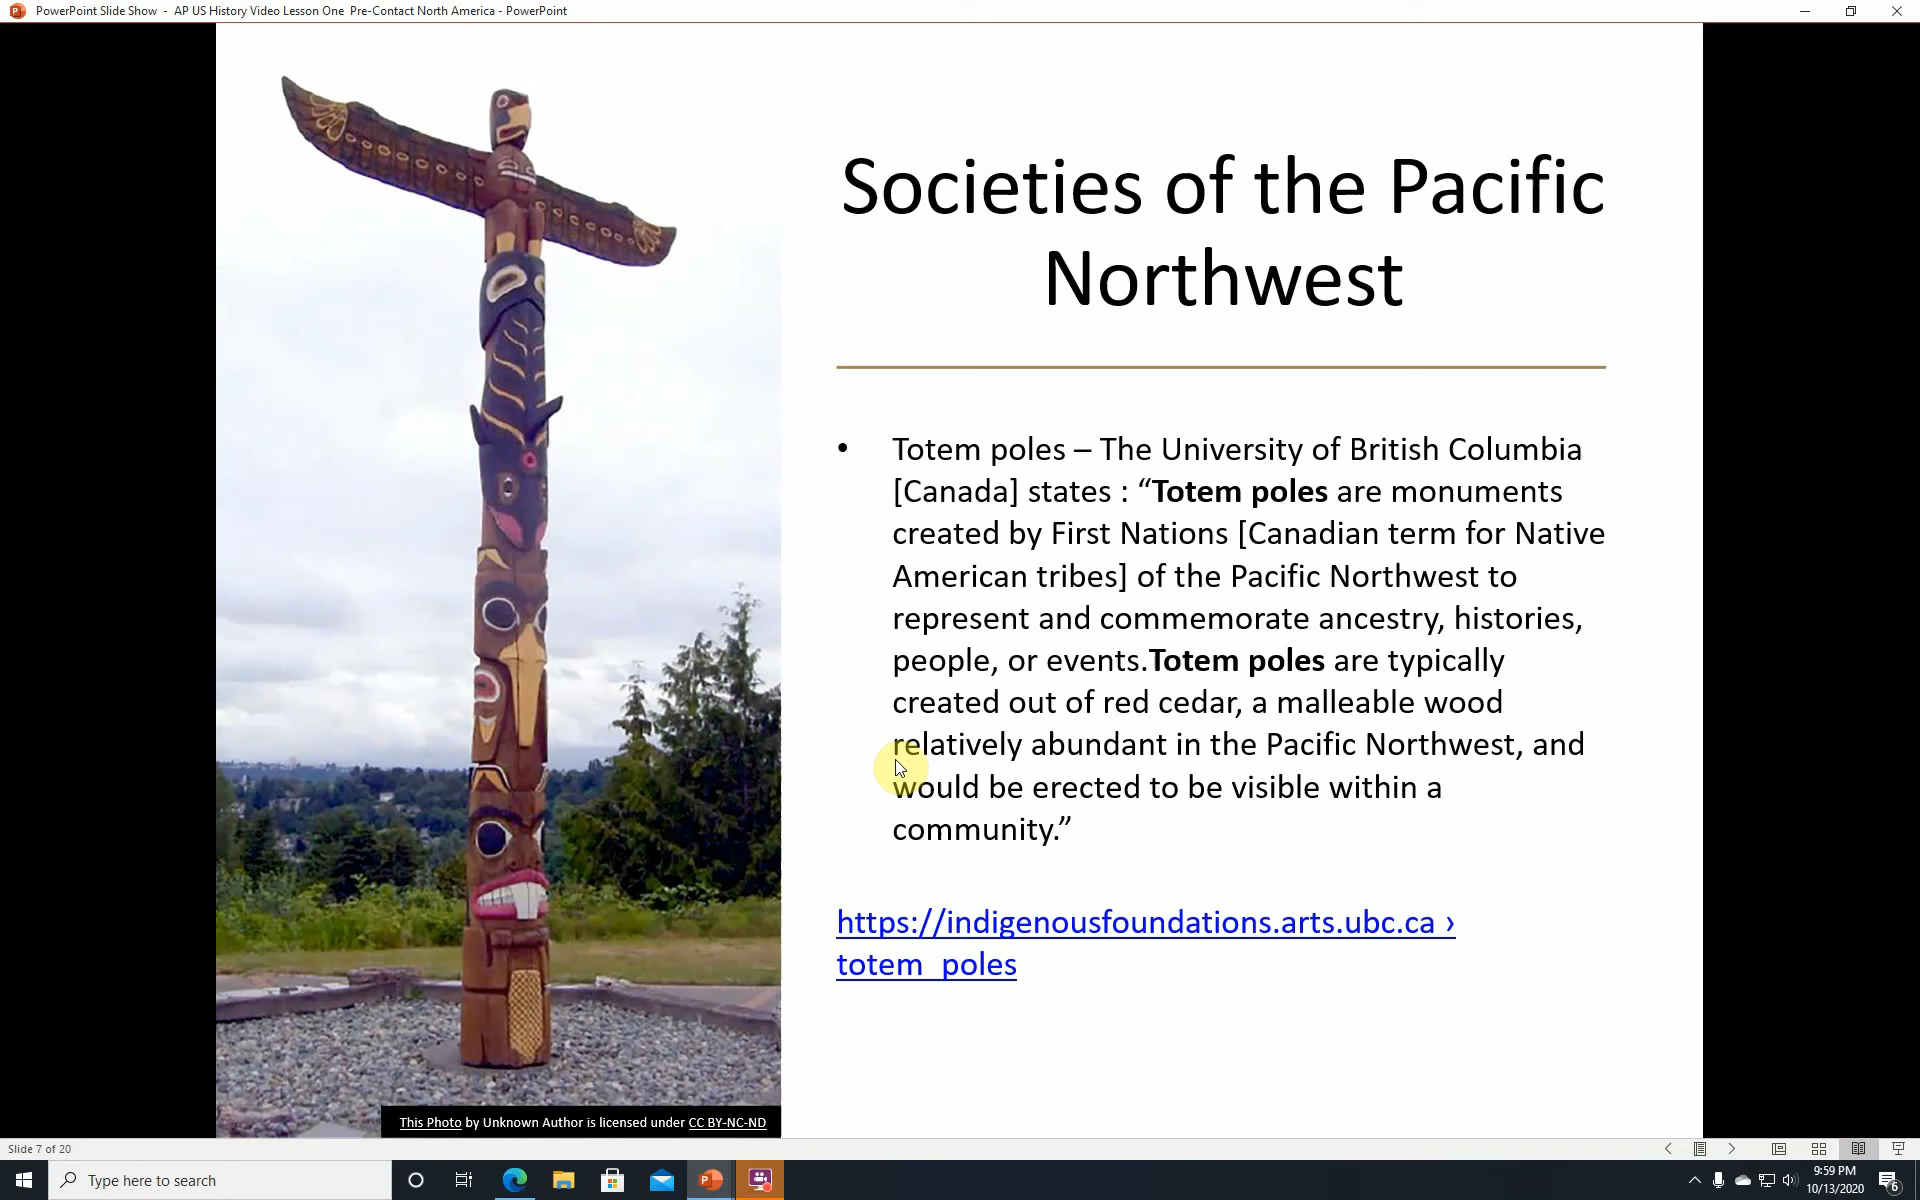 PowerPoint Slide Show - AP US History Video Lesson One Pre-Contact North America - PowerPoint
Societies of the Pacific
Northwest
• Totem poles – The University of British Columbia
[Canada] states : “Totem poles are monuments
created by First Nations [Canadian term for Native
American tribes] of the Pacific Northwest to
represent and commemorate ancestry, histories,
people, or events.Totem poles are typically
created out of red cedar, a malleable wood
relatively abundant in the Pacific Northwest, and
would be erected to be visible within a
community.”
https://indigenousfoundations.arts.ubc.ca ›
totem_poles
This Photo by Unknown Author is licensed under CC BY-NC-ND
Slide 7 of 20
Type here to search
9:59 PM
10/13/2020
6